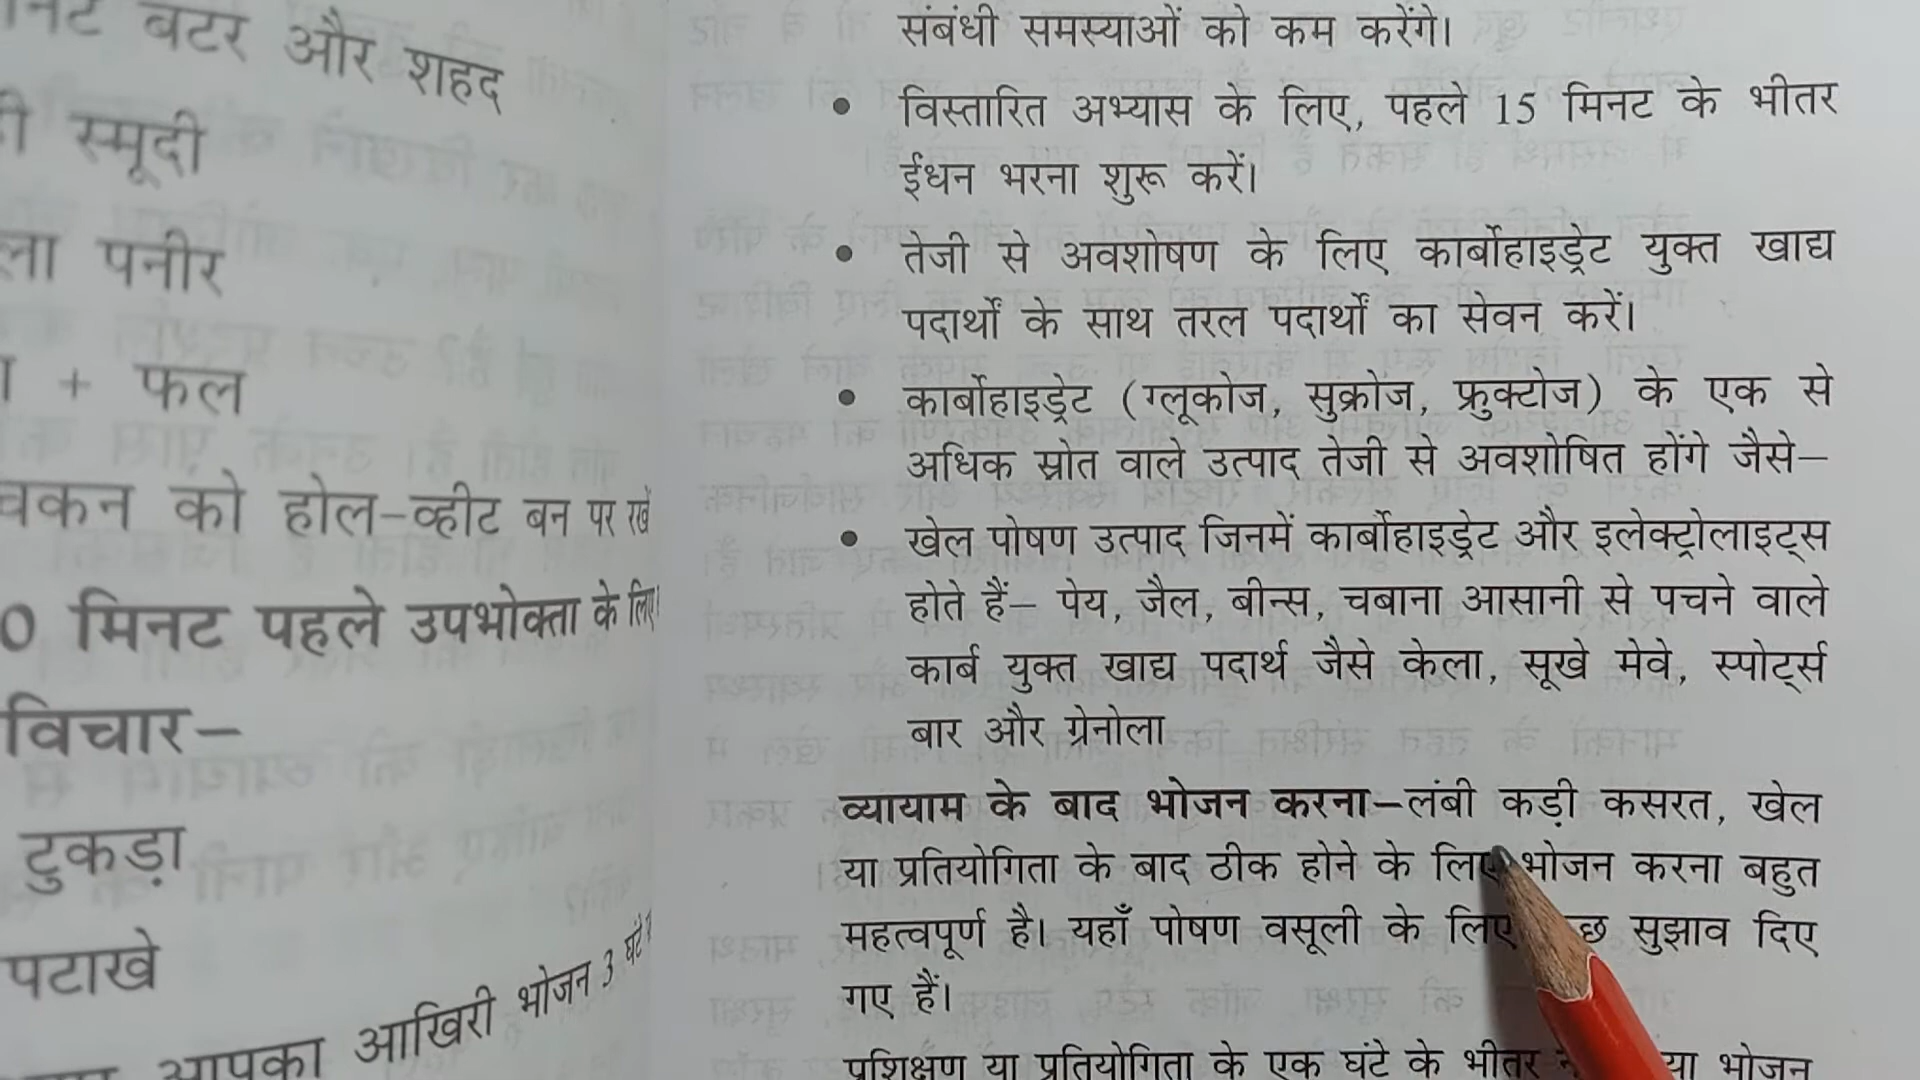 बटर और शहद
स्मूदी
पनीर
+ फल
को होल-व्हीट बन पर रखें
0 मिनट पहले उपभोक्ता के लिए
विचार–
टुकड़ा
पटाखे
आपका आखिरी भोजन 3 घंटे
संबंधी समस्याओं को कम करेंगे।
• विस्तारित अभ्यास के लिए, पहले 15 मिनट के भीतर
ईंधन भरना शुरू करें।
• तेजी से अवशोषण के लिए कार्बोहाइड्रेट युक्त खाद्य
पदार्थों के साथ तरल पदार्थों का सेवन करें।
• कार्बोहाइड्रेट (ग्लूकोज, सुक्रोज, फ्रुक्टोज) के एक से
अधिक स्रोत वाले उत्पाद तेजी से अवशोषित होंगे जैसे–
• खेल पोषण उत्पाद जिनमें कार्बोहाइड्रेट और इलेक्ट्रोलाइट्स
होते हैं– पेय, जैल, बीन्स, चबाना आसानी से पचने वाले
कार्ब युक्त खाद्य पदार्थ जैसे केला, सूखे मेवे, स्पोर्ट्स
बार और ग्रेनोला
व्यायाम के बाद भोजन करना–लंबी कड़ी कसरत, खेल
या प्रतियोगिता के बाद ठीक होने के लिए भोजन करना बहुत
महत्वपूर्ण है। यहाँ पोषण वसूली के लिए सुझाव दिए
गए हैं।
प्रशिक्षण या प्रतियोगिता के एक घंटे के भीतर या भोजन